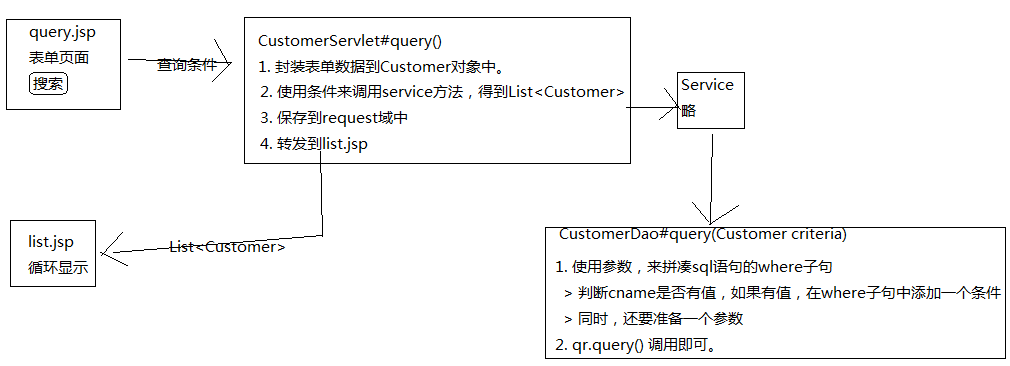 query.jsp
表单页面
搜索
查询条件
CustomerServlet#query()
1. 封装表单数据到Customer对象中。
2. 使用条件来调用service方法，得到List<Customer>
3. 保存到request域中
4. 转发到list.jsp
Service
略
list.jsp
循环显示
List<Customer>
CustomerDao#query(Customer criteria)
1. 使用参数，来拼凑sql语句的where子句
> 判断cname是否有值，如果有值，在where子句中添加一个条件
> 同时，还要准备一个参数
2. qr.query() 调用即可。